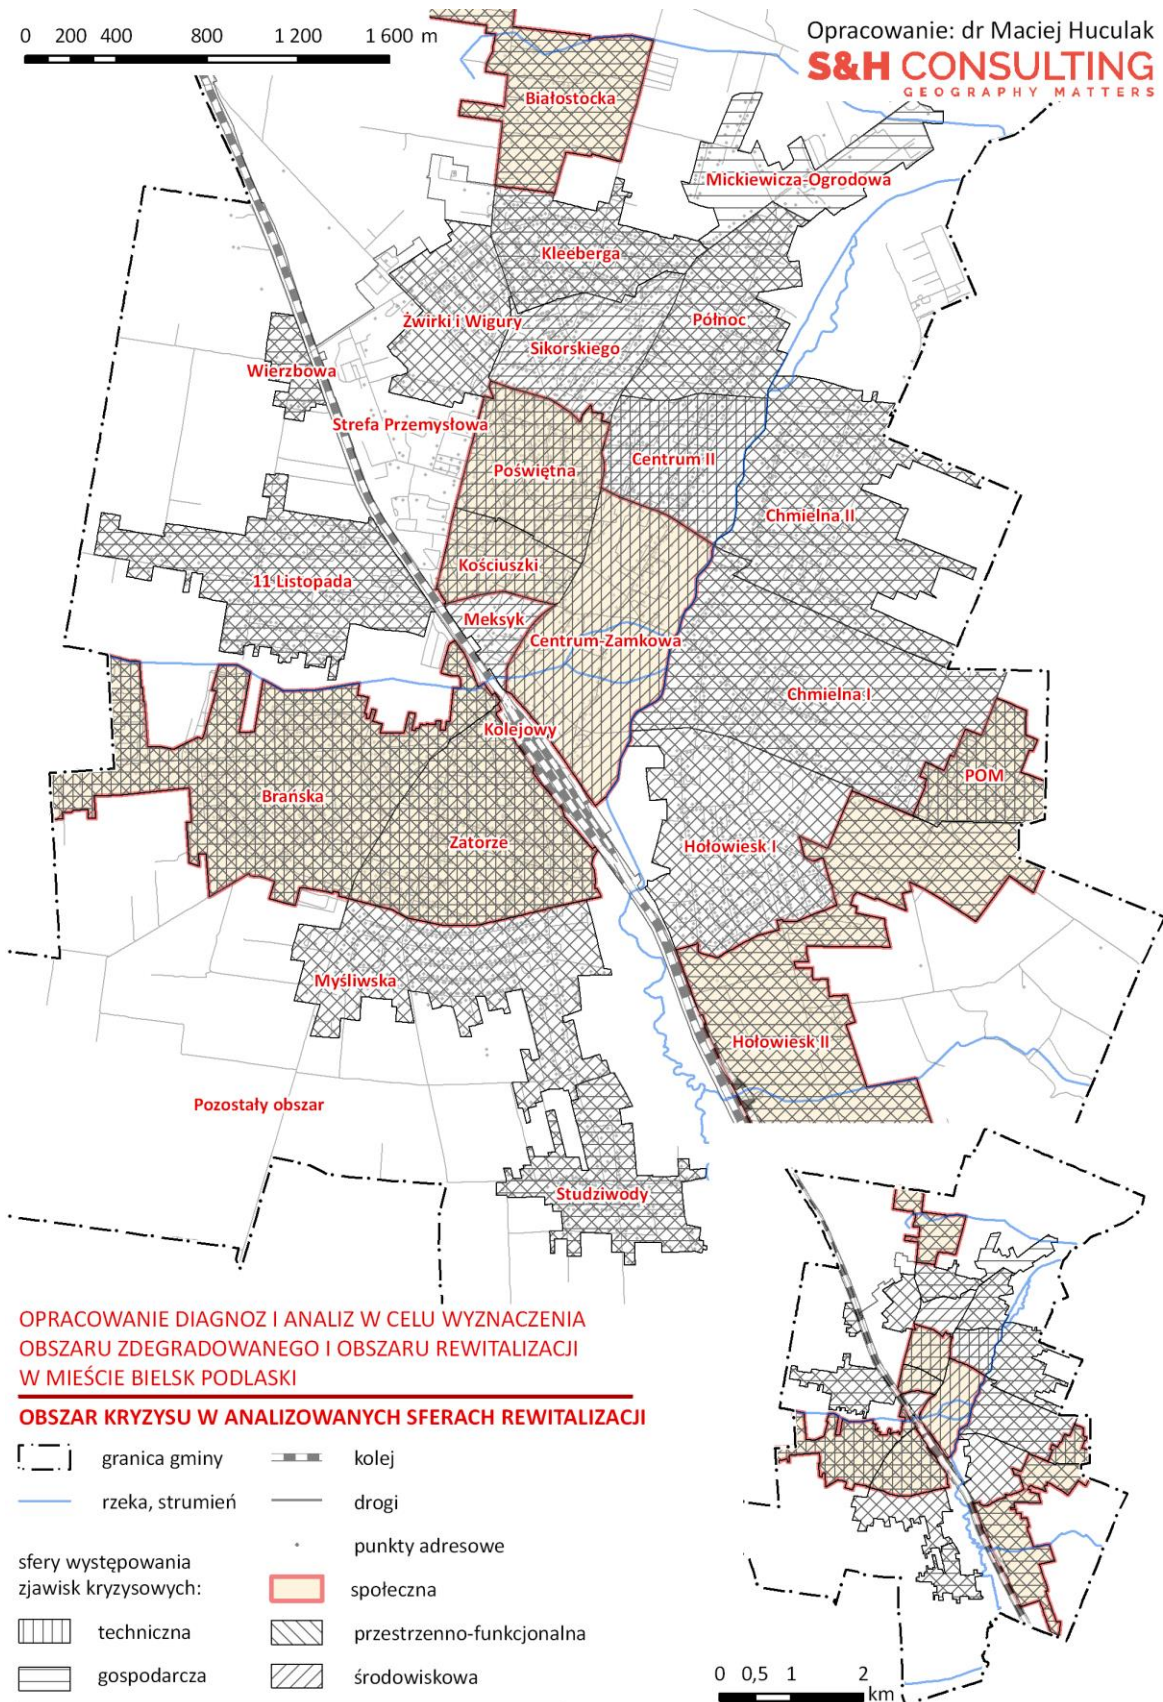 0 200 400 800 1 200 1 600 m
Opracowanie: dr Maciej Huculak
S&H CONSULTING
GEOGRAPHY MATTERS
Białostocka
Mickiewicza-Ogrodowa
Kleeberga
Żwirki i Wigury
Północ
Sikorskiego
Wierzbowa
Strefa Przemysłowa
Centrum II
Poświętna
Chmielna II
Kościuszki
11 Listopada
Meksyk
Centrum-Zamkowa
Chmielna I
Kolejowy
POM
Brańska
Zatorze
Hołowiesk I
Myśliwska
Hołowiesk II
Pozostały obszar
Studziwody
OPRACOWANIE DIAGNOZ I ANALIZ W CELU WYZNACZENIA
OBSZARU ZDEGRADOWANEGO I OBSZARU REWITALIZACJI
W MIEŚCIE BIELSK PODLASKI
OBSZAR KRYZYSU W ANALIZOWANYCH SFERACH REWITALIZACJI
granica gminy
kolej
rzeka, strumień
drogi
punkty adresowe
sfery występowania
zjawisk kryzysowych:
społeczna
techniczna
przestrzenno-funkcjonalna
gospodarcza
środowiskowa
0 0,5 1 2
km